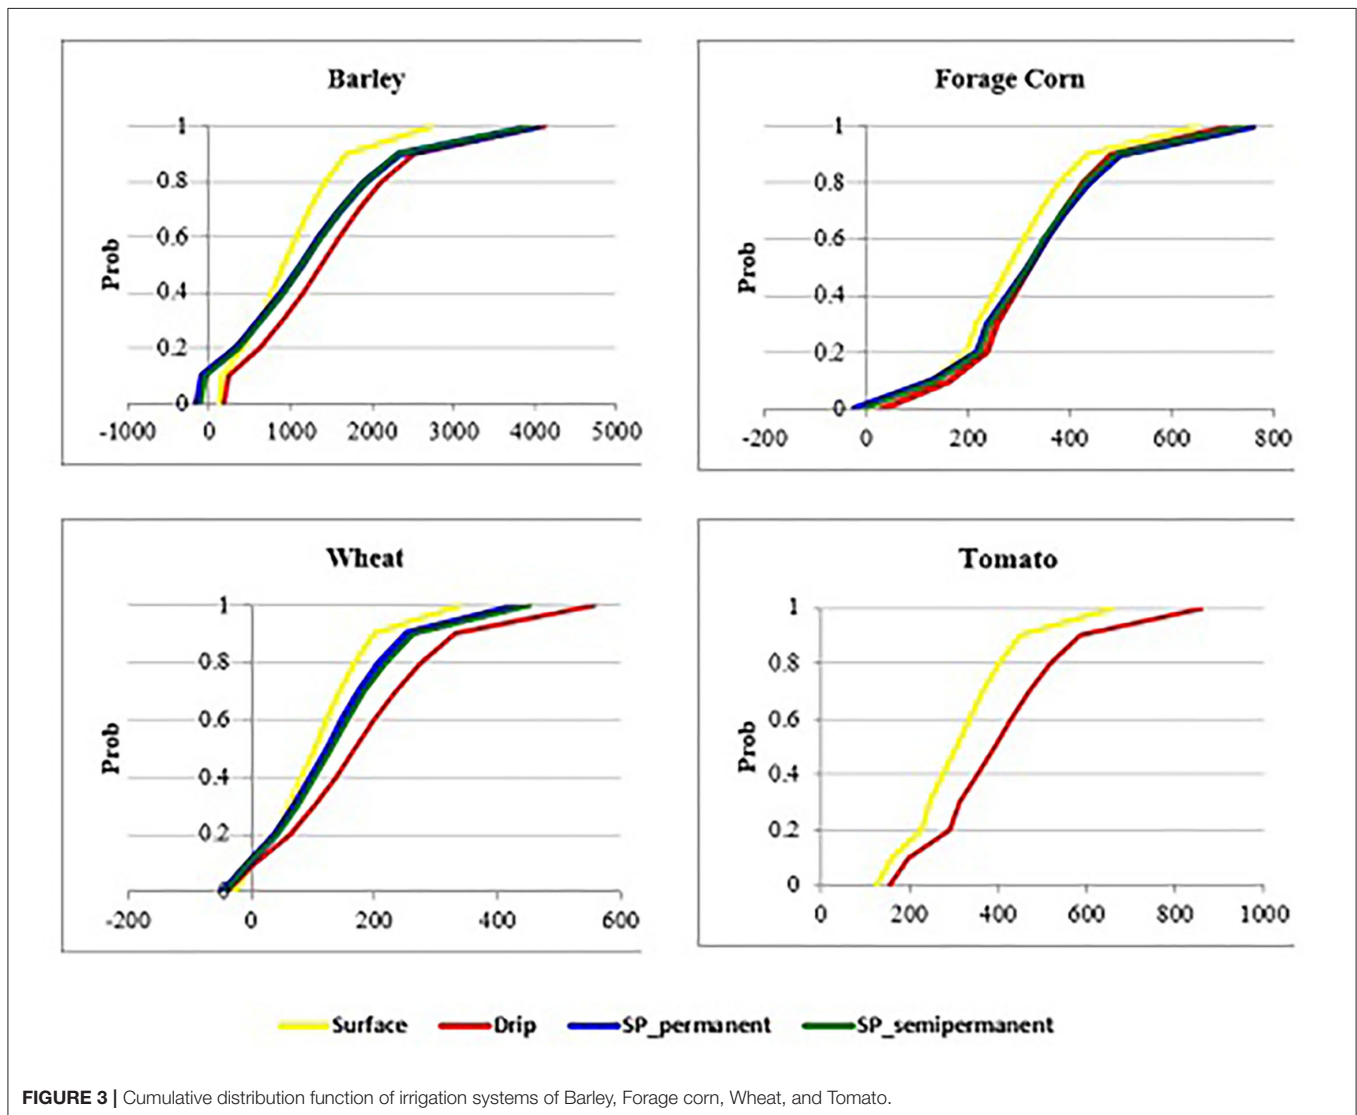 Barley
1
0.8
0.6
0.4
0.2
0
Prob
-1000 0 1000 2000 3000 4000 5000
Forage Corn
1
0.8
0.6
0.4
0.2
0
Prob
-200 0 200 400 600 800
Wheat
1
0.8
0.6
0.4
0.2
0
Prob
-200 0 200 400 600
Tomato
1
0.8
0.6
0.4
0.2
0
Prob
0 200 400 600 800 1000
Surface Drip SP_permanent SP_semipermanent
FIGURE 3 | Cumulative distribution function of irrigation systems of Barley, Forage corn, Wheat, and Tomato.